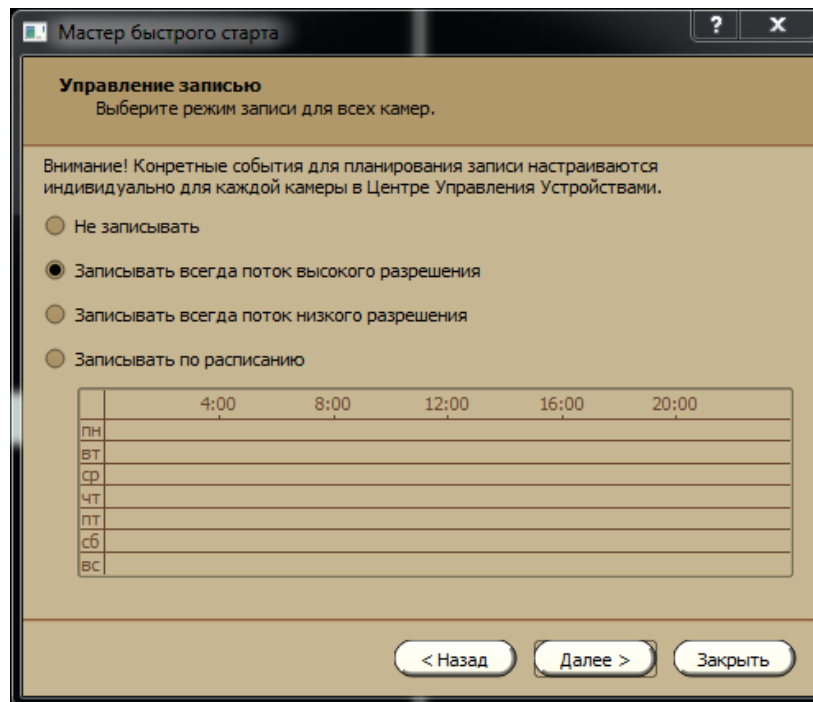 Мастер быстрого старта
? x
Управление записью
Выберите режим записи для всех камер.
Внимание! Конретные события для планирования записи настраиваются
индивидуально для каждой камеры в Центре Управления Устройствами.
Не записывать
Записывать всегда поток высокого разрешения
Записывать всегда поток низкого разрешения
Записывать по расписанию
4:00 8:00 12:00 16:00 20:00
пн
вт
ср
чт
пт
сб
вс
< Назад Далее > Закрыть